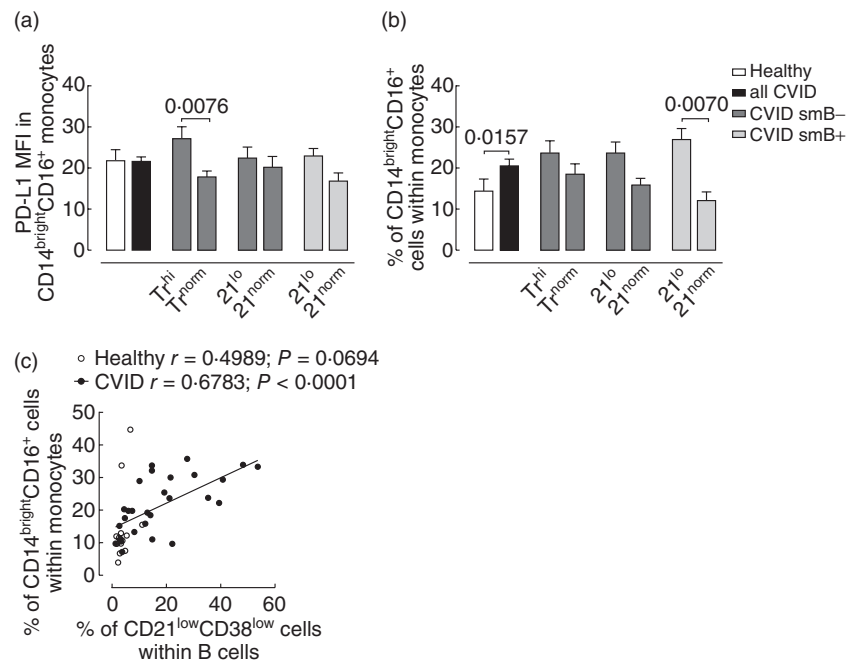 (a)
PD-L1 MFI in
CD14brightCD16+ monocytes
40
30
20
10
0
0·0076
Trhi
Trnorm
21lo
21norm
21lo
21norm
(b)
% of CD14brightCD16+
cells within monocytes
40
30
20
10
0
0·0157
0·0070
Trhi
Trnorm
21lo
21norm
21lo
21norm
Healthy
all CVID
CVID smB−
CVID smB+
(c)
Healthy r = 0·4989; P = 0·0694
CVID r = 0·6783; P < 0·0001
% of CD14brightCD16+ cells
within monocytes
50
40
30
20
10
0
0 20 40 60
% of CD21lowCD38low cells
within B cells